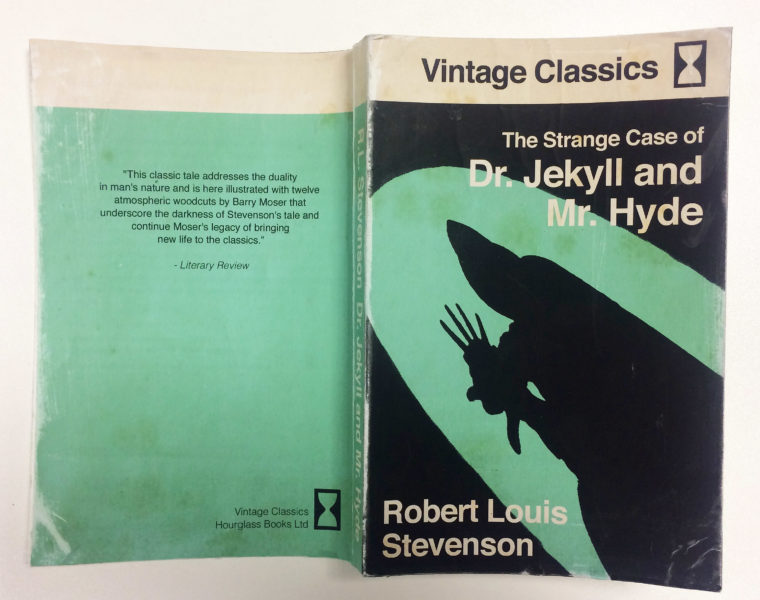 "This classic tale addresses the duality
in man's nature and is here illustrated with twelve
atmospheric woodcuts by Barry Moser that
underscore the darkness of Stevenson's tale and
continue Moser's legacy of bringing
new life to the classics."
- Literary Review
Vintage Classics
Hourglass Books Ltd
R.L. Stevenson Dr. Jekyll and Mr. Hyde
Vintage Classics
The Strange Case of
Dr. Jekyll and
Mr. Hyde
Robert Louis
Stevenson